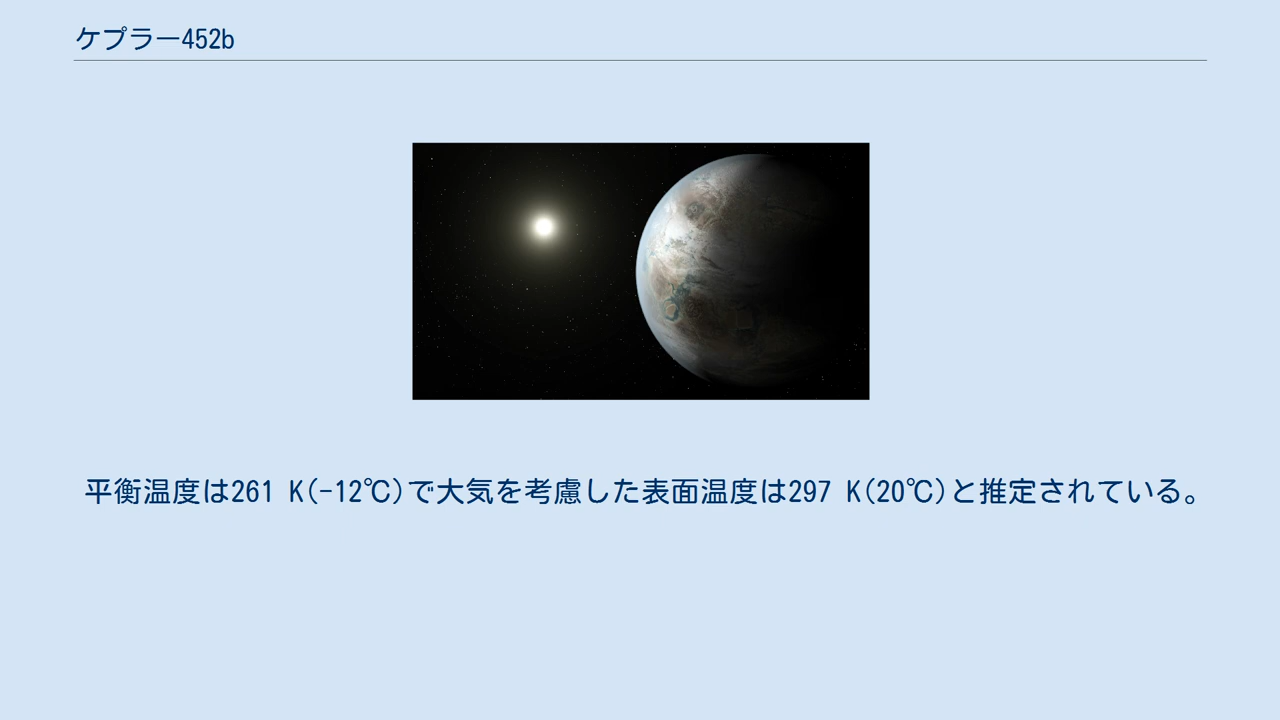 ケプラー452b
平衡温度は261 K(-12℃)で大気を考慮した表面温度は297 K(20℃)と推定されている。